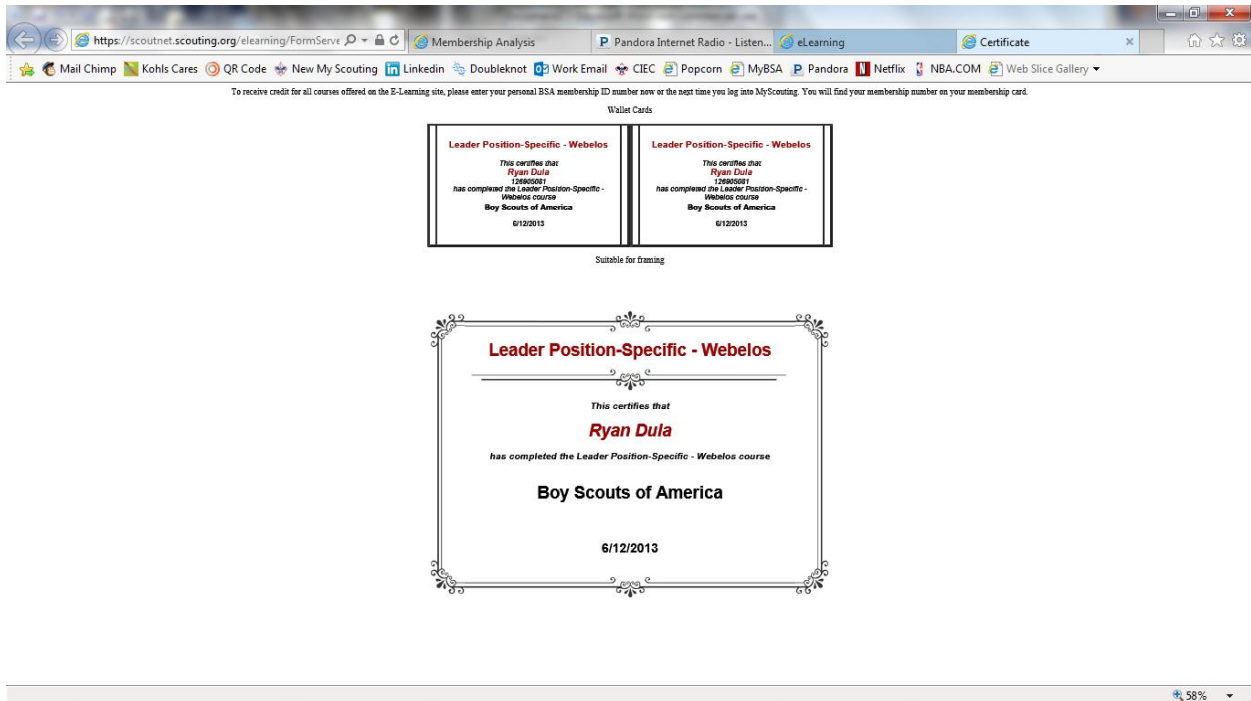 https://scoutnet.scouting.org/elearning/FormServe
Membership Analysis
Pandora Internet Radio - Listen...
eLearning
Certificate
Mail Chimp Kohls Cares QR Code New My Scouting Linkedin Doubleknot Work Email CIEC Popcorn MyBSA Pandora Netflix NBA.COM Web Slice Gallery
To receive credit for all courses offered on the E-Learning site, please enter your personal BSA membership ID number now or the next time you log into MyScouting. You will find your membership number on your membership card.
Wallet Cards
Leader Position-Specific - Webelos
This certifies that
Ryan Dula
126905081
has completed the Leader Position-Specific -
Webelos course
Boy Scouts of America
6/12/2013
Leader Position-Specific - Webelos
This certifies that
Ryan Dula
126905081
has completed the Leader Position-Specific -
Webelos course
Boy Scouts of America
6/12/2013
Suitable for framing
Leader Position-Specific - Webelos
This certifies that
Ryan Dula
has completed the Leader Position-Specific - Webelos course
Boy Scouts of America
6/12/2013
58%